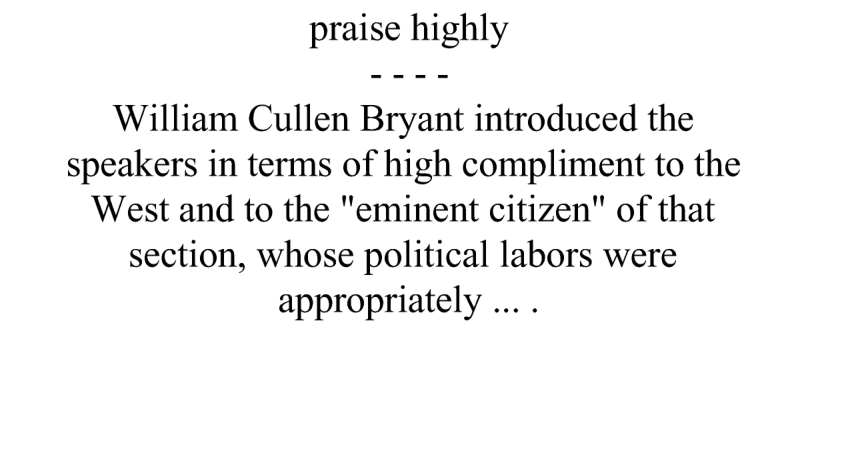 praise highly
- - - -
William Cullen Bryant introduced the
speakers in terms of high compliment to the
West and to the "eminent citizen" of that
section, whose political labors were
appropriately ... .